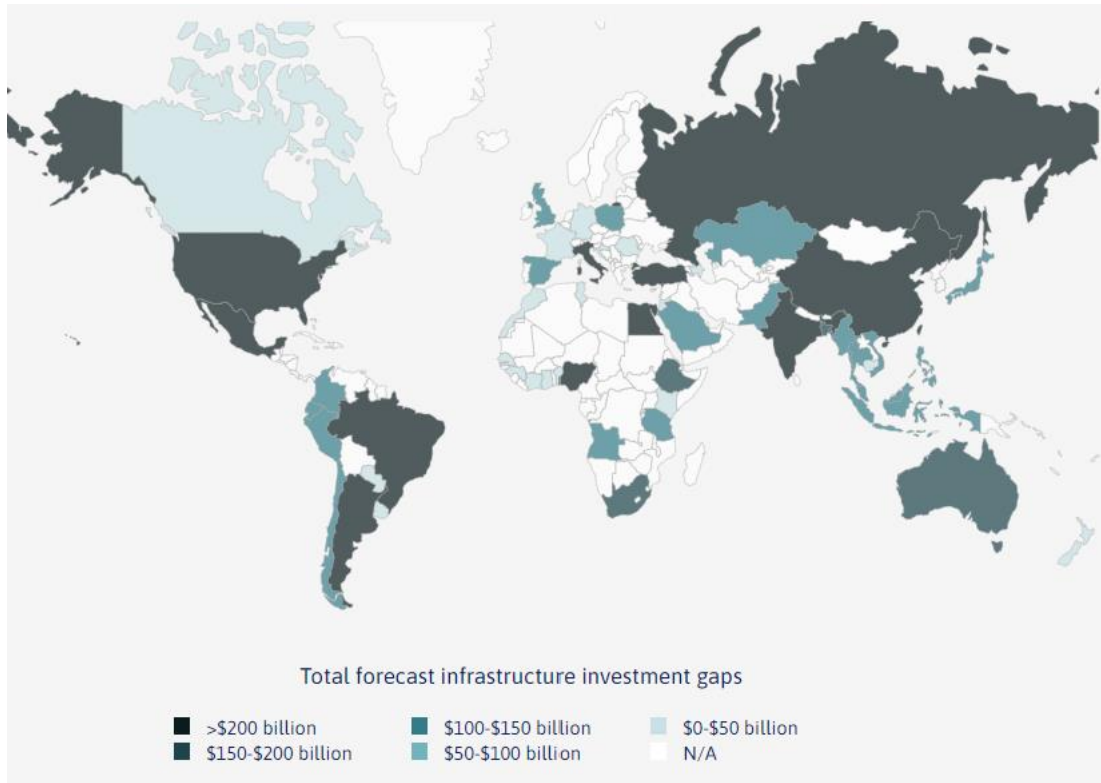 Total forecast infrastructure investment gaps
>$200 billion
$100-$150 billion
$0-$50 billion
$150-$200 billion
$50-$100 billion
N/A